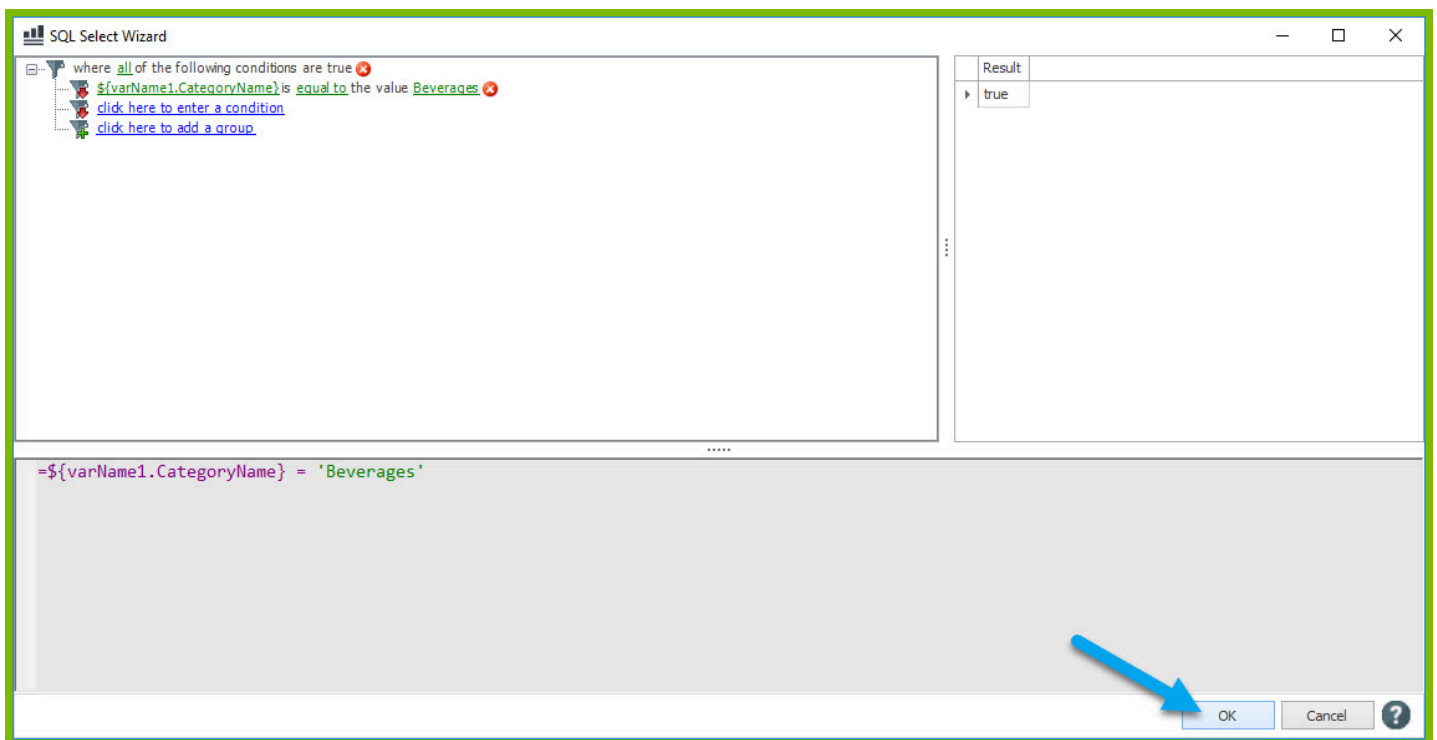 SQL Select Wizard
where all of the following conditions are true
${varName1.CategoryName} is equal to the value Beverages
click here to enter a condition
click here to add a group
Result
true
=${varName1.CategoryName} = 'Beverages'
OK
Cancel
?